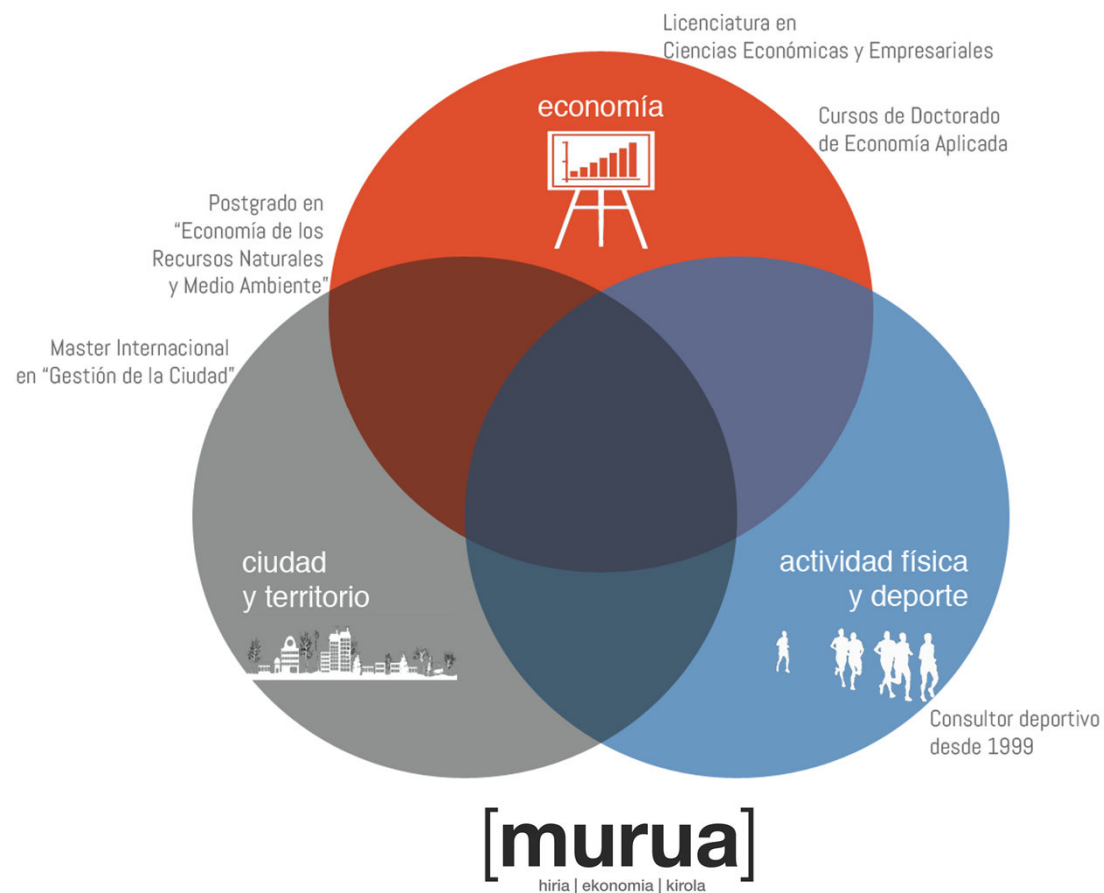 Licenciatura en
Ciencias Económicas y Empresariales
economía
Cursos de Doctorado
de Economía Aplicada
Postgrado en
“Economía de los
Recursos Naturales
y Medio Ambiente”
Master Internacional
en “Gestión de la Ciudad”
ciudad
y territorio
actividad física
y deporte
Consultor deportivo
desde 1999
[murua]
hiria | ekonomia | kirola